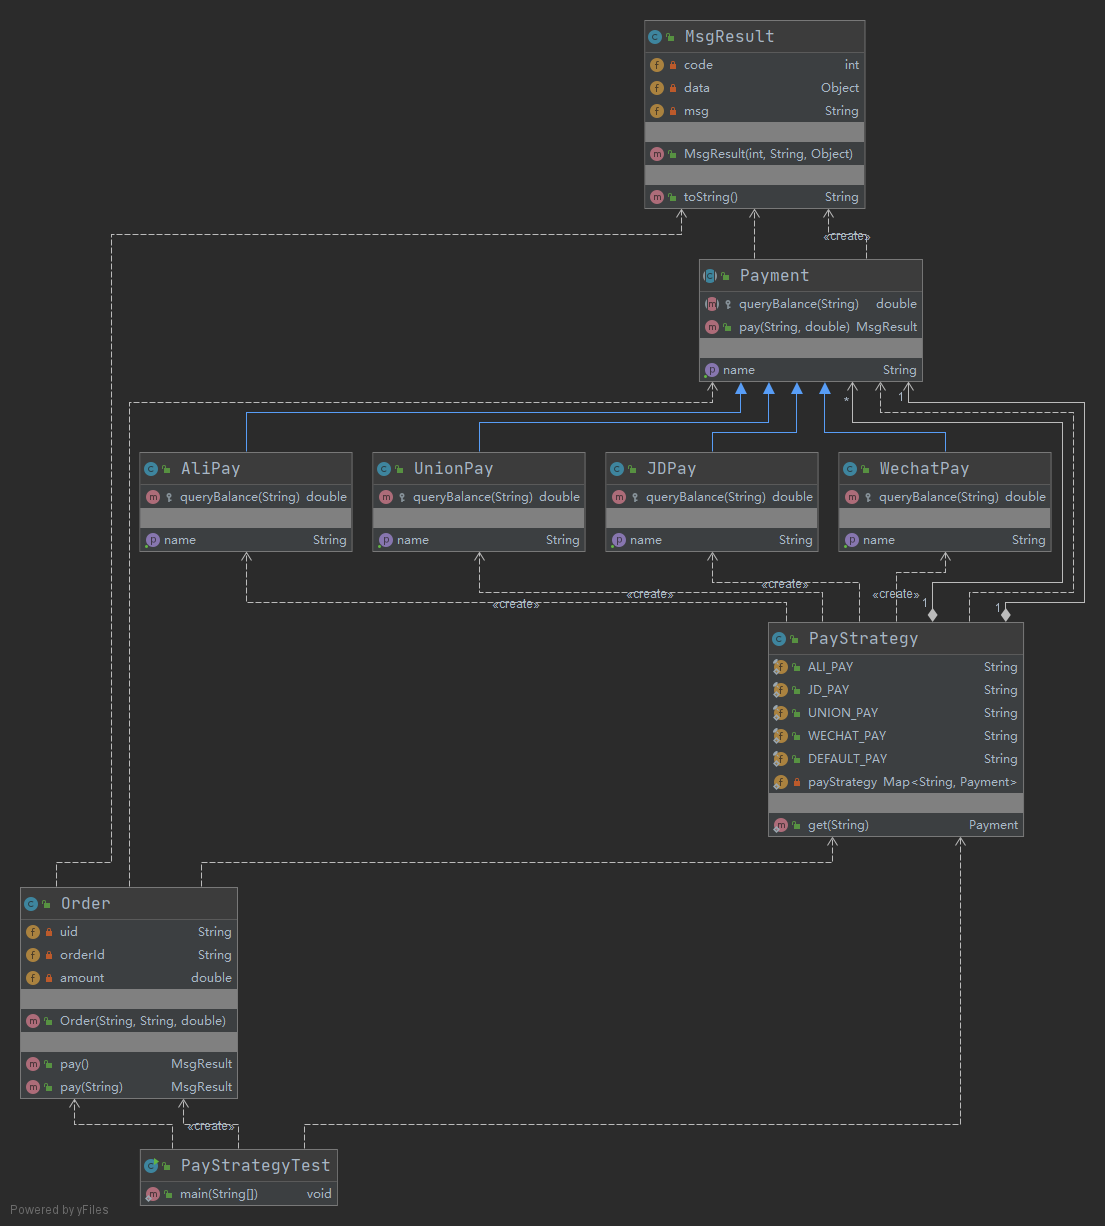 MsgResult
code int
data Object
msg String
MsgResult(int, String, Object)
toString() String
«create»
Payment
queryBalance(String) double
pay(String, double) MsgResult
name String
* 1
AliPay
queryBalance(String) double
name String
UnionPay
queryBalance(String) double
name String
JDPay
queryBalance(String) double
name String
WechatPay
queryBalance(String) double
name String
«create»
«create»
«create»
«create»
1
1
PayStrategy
ALI_PAY String
JD_PAY String
UNION_PAY String
WECHAT_PAY String
DEFAULT_PAY String
payStrategy Map<String, Payment>
get(String) Payment
Order
uid String
orderId String
amount double
Order(String, String, double)
pay() MsgResult
pay(String) MsgResult
«create»
PayStrategyTest
main(String[]) void
Powered by yFiles